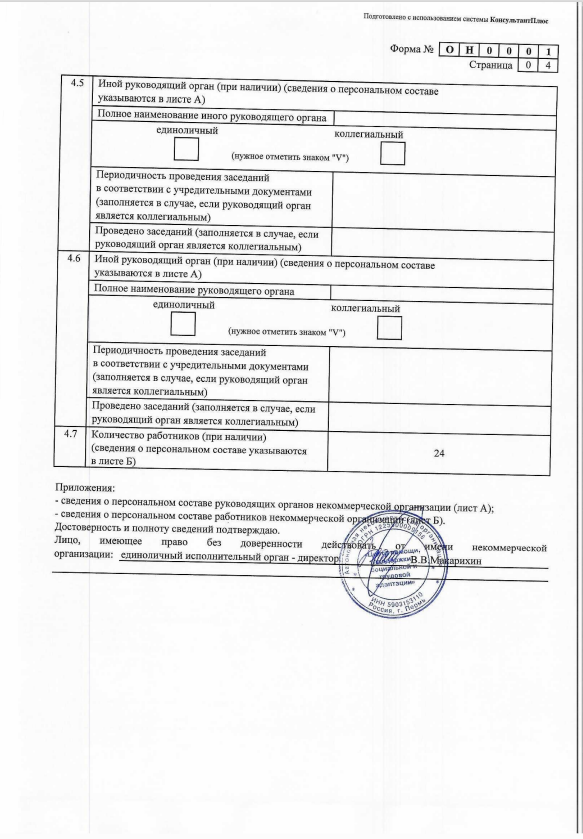 Подготовлено с использованием системы КонсультантПлюс
Форма № О Н 0 0 0 1
Страница 0 4
4.5 Иной руководящий орган (при наличии) (сведения о персональном составе
указываются в листе А)
Полное наименование иного руководящего органа
единоличный коллегиальный
(нужное отметить знаком "V")
Периодичность проведения заседаний
в соответствии с учредительными документами
(заполняется в случае, если руководящий орган
является коллегиальным)
Проведено заседаний (заполняется в случае, если
руководящий орган является коллегиальным)
4.6 Иной руководящий орган (при наличии) (сведения о персональном составе
указываются в листе А)
Полное наименование руководящего органа
единоличный коллегиальный
(нужное отметить знаком "V")
Периодичность проведения заседаний
в соответствии с учредительными документами
(заполняется в случае, если руководящий орган
является коллегиальным)
Проведено заседаний (заполняется в случае, если
руководящий орган является коллегиальным)
4.7 Количество работников (при наличии)
(сведения о персональном составе указываются 24
в листе Б)
Приложения:
- сведения о персональном составе руководящих органов некоммерческой организации (лист А);
- сведения о персональном составе работников некоммерческой организации (лист Б).
Достоверность и полноту сведений подтверждаю.
Лицо, имеющее право без доверенности действовать от имени некоммерческой
организации: единоличный исполнительный орган - директор В.В.Макарихин
социальной и
трудовой
адаптации»
ИНН 5903153110
Россия, г. Пермь